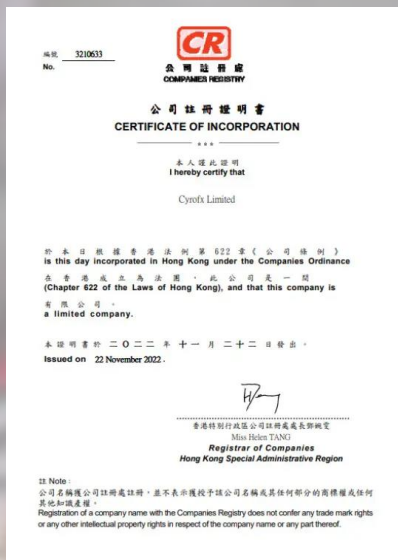 編號 3210633
No.
CR
公司註冊處
COMPANIES REGISTRY
公司註冊證明書
CERTIFICATE OF INCORPORATION
本人謹此證明
I hereby certify that
Cyrofx Limited
於本日根據香港法例第622章《公司條例》
is this day incorporated in Hong Kong under the Companies Ordinance
在香港成立為法團，此公司是一間
(Chapter 622 of the Laws of Hong Kong), and that this company is
有限公司。
a limited company.
本證明書於二〇二二年十一月二十二日發出。
Issued on 22 November 2022.
香港特別行政區公司註冊處處長鄧婉雯
Miss Helen TANG
Registrar of Companies
Hong Kong Special Administrative Region
註 Note:
公司名稱獲公司註冊處註冊，並不表示獲授予該公司名稱或其任何部分的商標權或任何
其他知識產權。
Registration of a company name with the Companies Registry does not confer any trade mark rights
or any other intellectual property rights in respect of the company name or any part thereof.